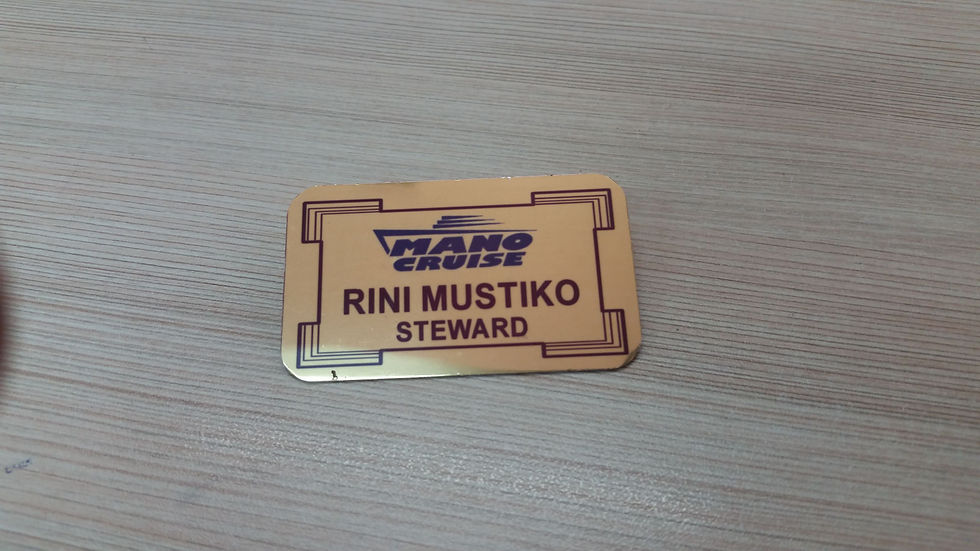 MANO
CRUISE
RINI MUSTIKO
STEWARD